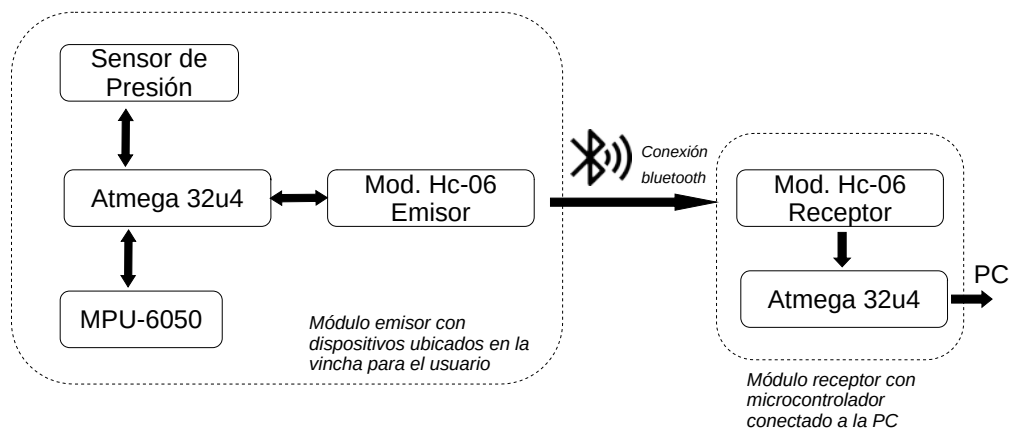 Sensor de
Presión
Atmega 32u4
MPU-6050
Mod. Hc-06
Emisor
Módulo emisor con
dispositivos ubicados en la
vincha para el usuario
Conexión
bluetooth
Mod. Hc-06
Receptor
Atmega 32u4
PC
Módulo receptor con
microcontrolador
conectado a la PC